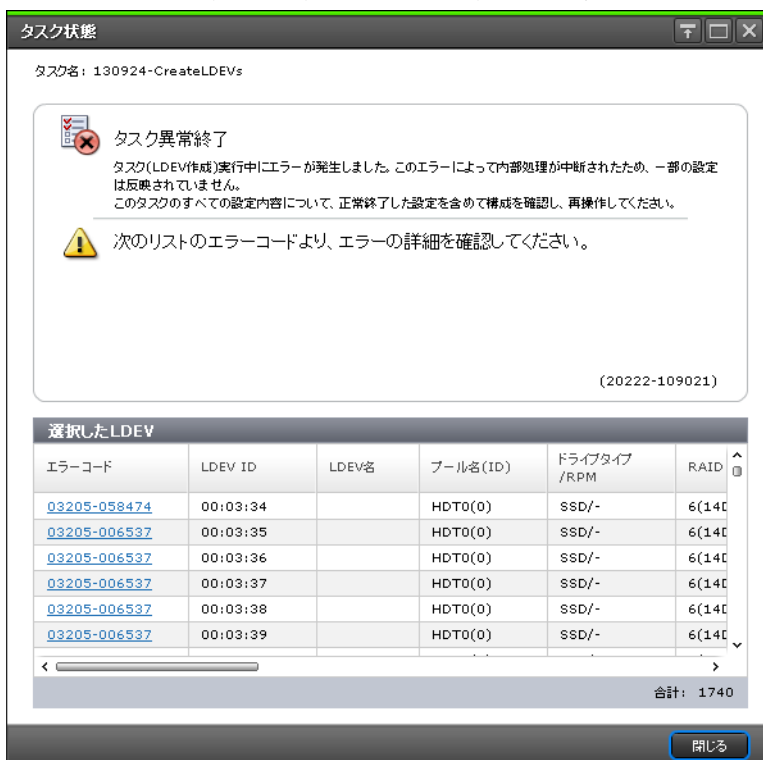 タスク状態
タスク名: 130924-CreateLDEVs
タスク異常終了
タスク(LDEV作成)実行中にエラーが発生しました。このエラーによって内部処理が中断されたため、一部の設定
は反映されていません。
このタスクのすべての設定内容について、正常終了した設定を含めて構成を確認し、再操作してください。
次のリストのエラーコードより、エラーの詳細を確認してください。
(20222-109021)
選択したLDEV
エラーコード LDEV ID LDEV名 プール名(ID) ドライブタイプ/RPM RAID
03205-058474 00:03:34 HDT0(0) SSD/- 6(14D
03205-006537 00:03:35 HDT0(0) SSD/- 6(14D
03205-006537 00:03:36 HDT0(0) SSD/- 6(14D
03205-006537 00:03:37 HDT0(0) SSD/- 6(14D
03205-006537 00:03:38 HDT0(0) SSD/- 6(14D
03205-006537 00:03:39 HDT0(0) SSD/- 6(14D
合計: 1740
閉じる